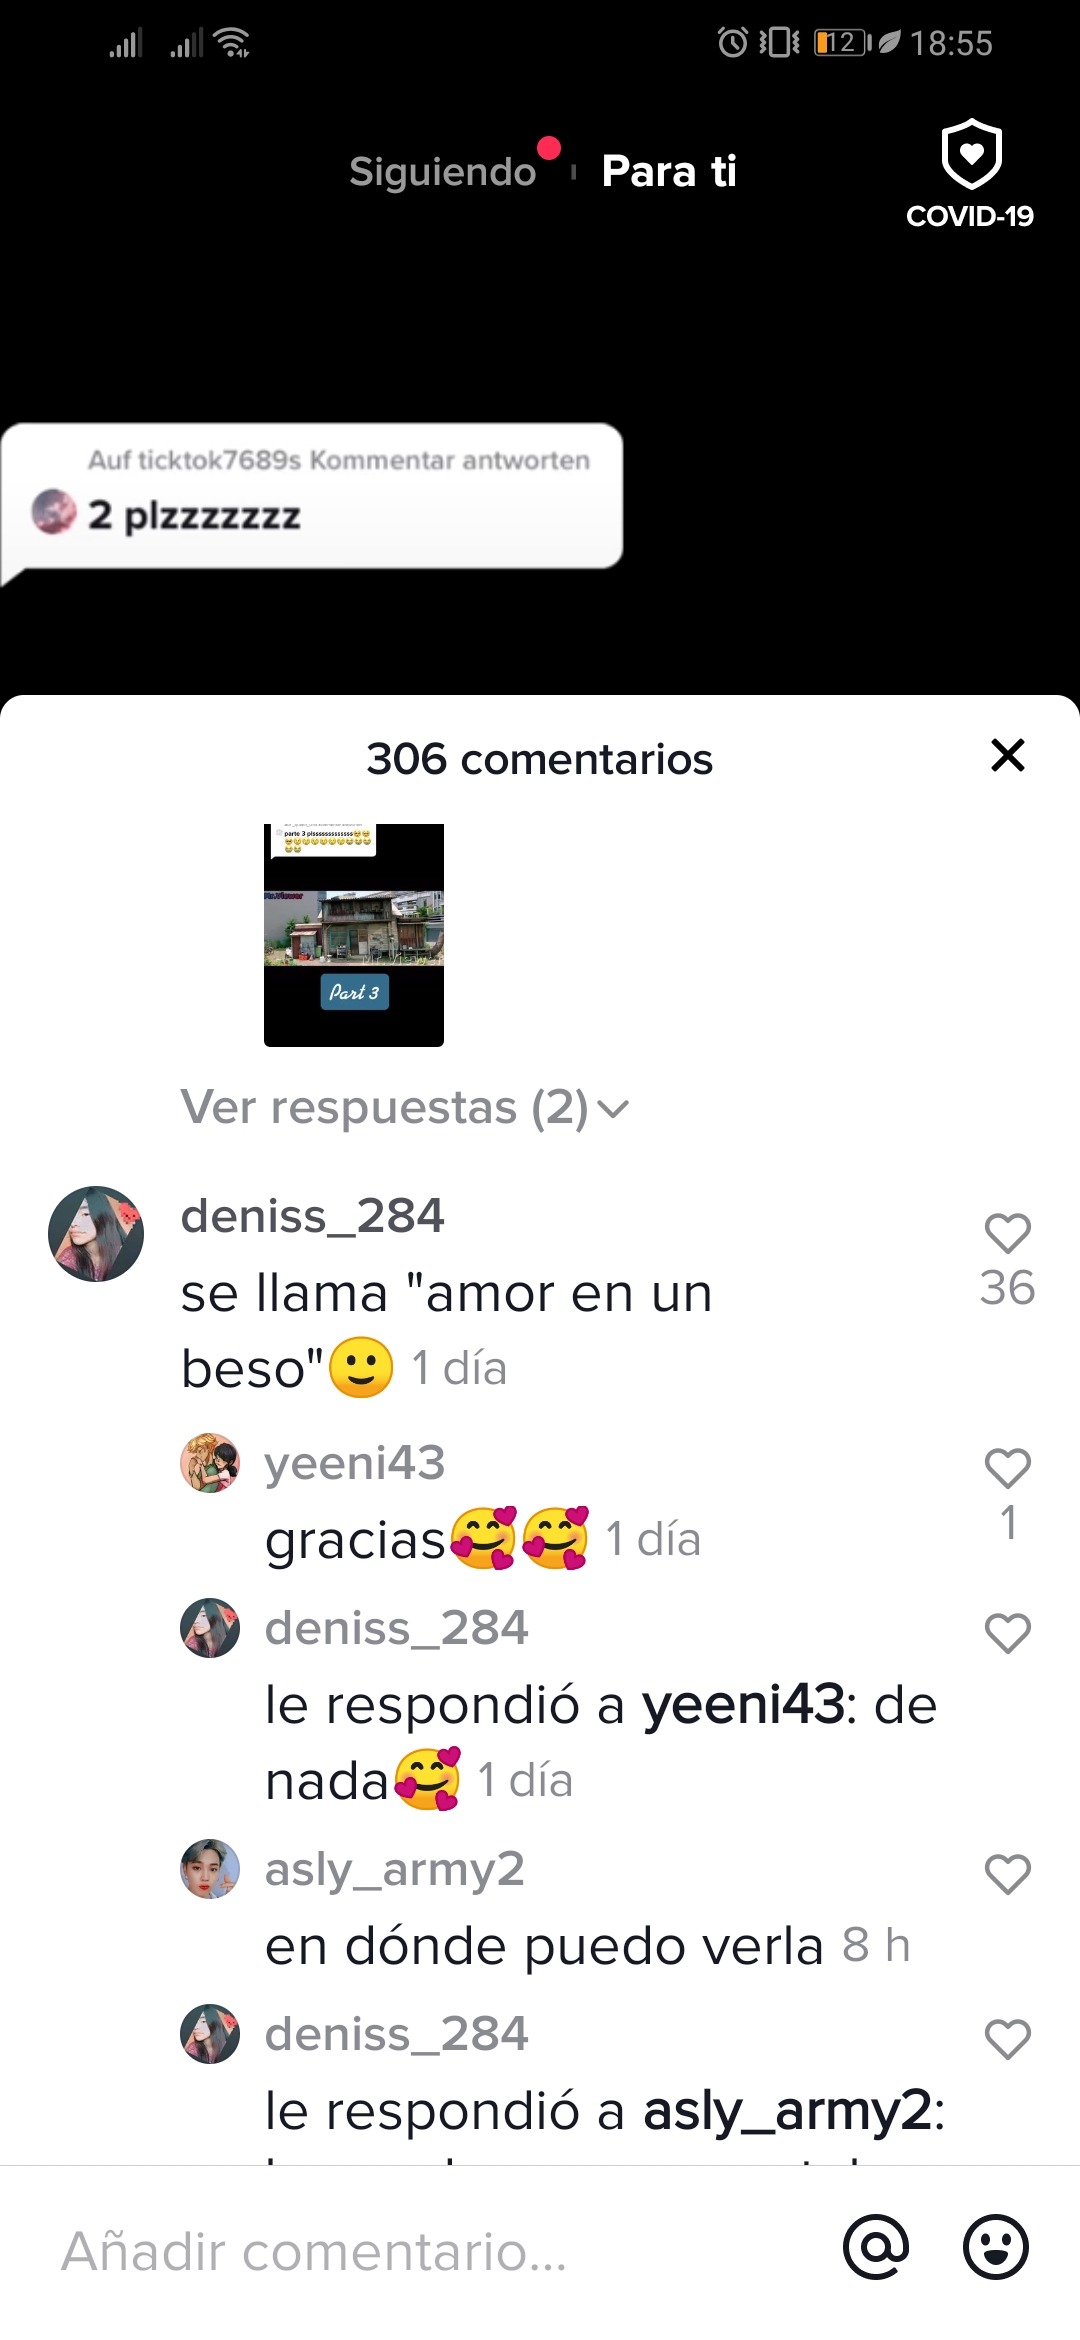 12
18:55
Siguiendo
Para ti
COVID-19
Auf ticktok7689s Kommentar antworten
2 plzzzzzzz
306 comentarios
parte 3 plsssssssssssss
Part 3
Ver respuestas (2)
deniss_284
se llama "amor en un
36
beso"🙂 1 día
yeeni43
gracias🥰🥰 1 día
1
deniss_284
le respondió a yeeni43: de
nada🥰 1 día
asly_army2
en dónde puedo verla 8 h
deniss_284
le respondió a asly_army2:
Añadir comentario...